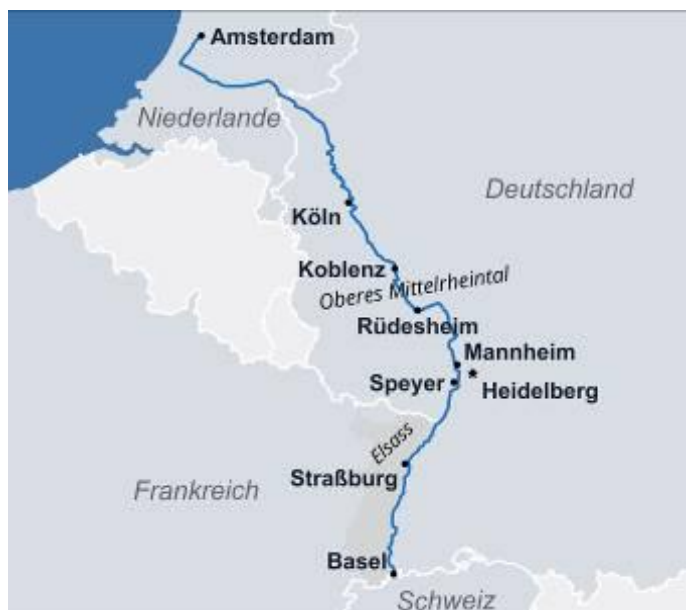 Amsterdam
Niederlande
Deutschland
Köln
Koblenz
Oberes Mittelrheintal
Rüdesheim
Mannheim
Speyer
Heidelberg
Elsass
Straßburg
Frankreich
Basel
Schweiz